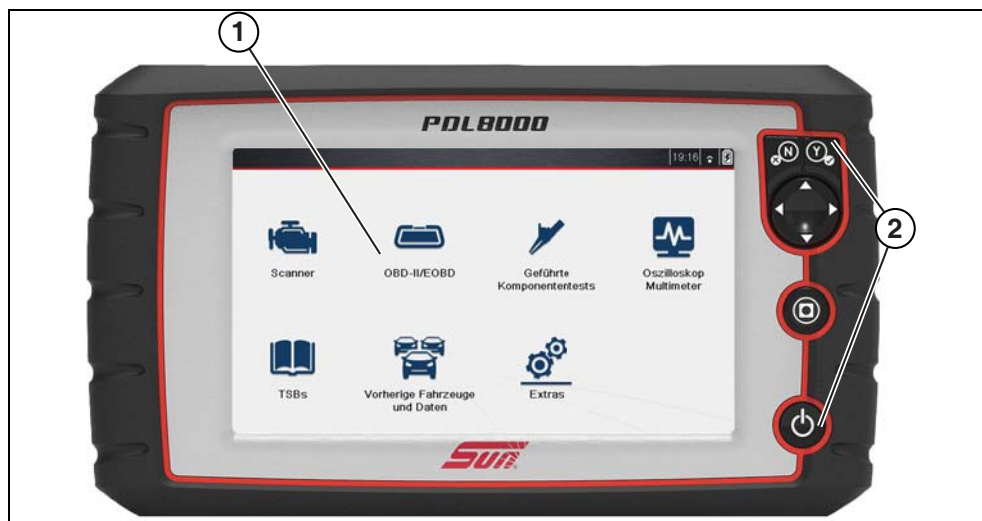 1
PDL8000
19:16
N Y
2
Scanner
OBD-II/EOBD
Geführte
Komponententests
Oszilloskop
Multimeter
TSBs
Vorherige Fahrzeuge
und Daten
Extras
Sun